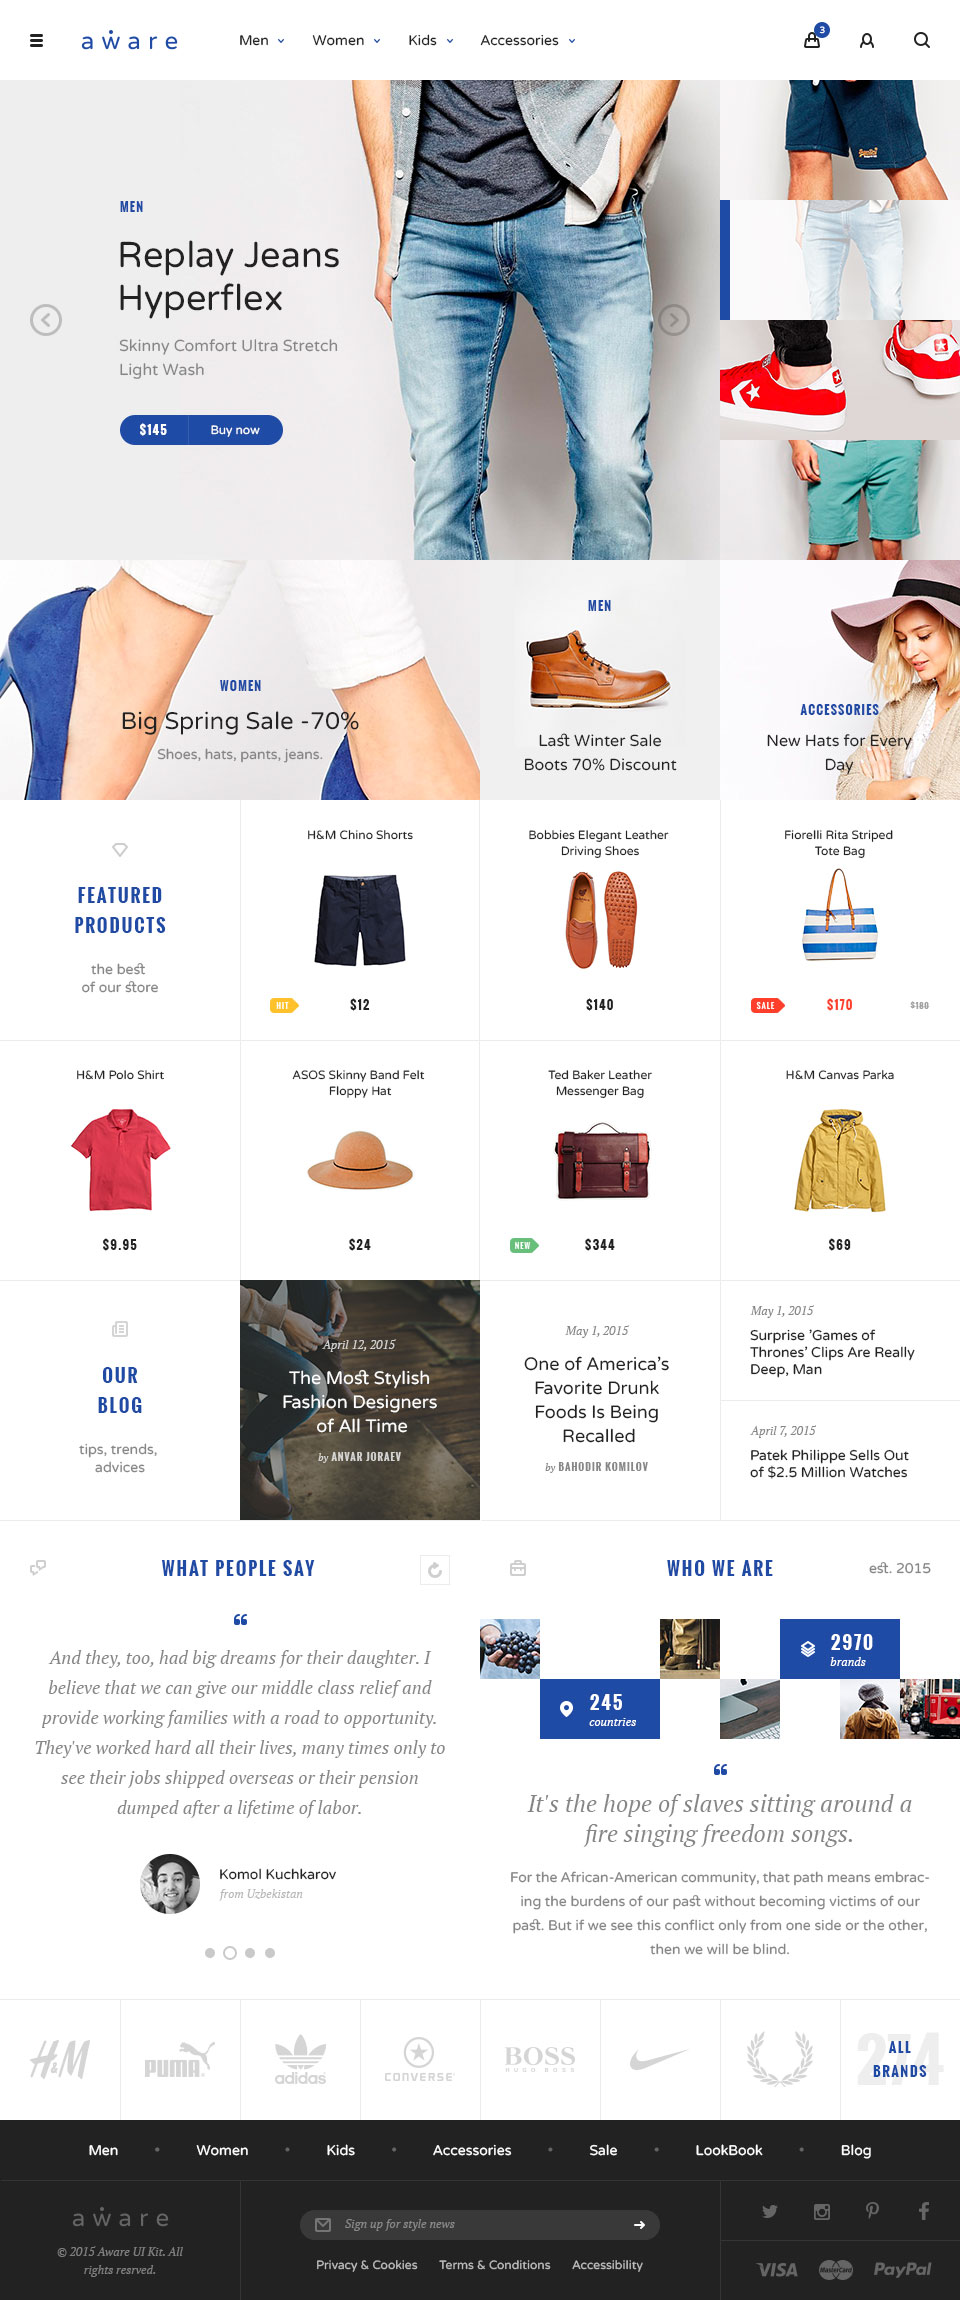 aware
Men
Women
Kids
Accessories
3
MEN
Replay Jeans
Hyperflex
Skinny Comfort Ultra Stretch
Light Wash
$145
Buy now
WOMEN
Big Spring Sale -70%
Shoes, hats, pants, jeans.
MEN
Last Winter Sale
Boots 70% Discount
ACCESSORIES
New Hats for Every
Day
FEATURED
PRODUCTS
the best
of our store
H&M Chino Shorts
HIT
$12
Bobbies Elegant Leather
Driving Shoes
$140
Fiorelli Rita Striped
Tote Bag
SALE
$170
$180
H&M Polo Shirt
$9.95
ASOS Skinny Band Felt
Floppy Hat
$24
Ted Baker Leather
Messenger Bag
NEW
$344
H&M Canvas Parka
$69
OUR
BLOG
tips, trends,
advices
April 12, 2015
The Most Stylish
Fashion Designers
of All Time
by ANVAR JORAEV
May 1, 2015
One of America's
Favorite Drunk
Foods Is Being
Recalled
by BAHODIR KOMILOV
May 1, 2015
Surprise 'Games of
Thrones' Clips Are Really
Deep, Man
April 7, 2015
Patek Philippe Sells Out
of $2.5 Million Watches
WHAT PEOPLE SAY
“
And they, too, had big dreams for their daughter. I
believe that we can give our middle class relief and
provide working families with a road to opportunity.
They've worked hard all their lives, many times only to
see their jobs shipped overseas or their pension
dumped after a lifetime of labor.
Komol Kuchkarov
from Uzbekistan
WHO WE ARE
est. 2015
2970
brands
245
countries
“
It's the hope of slaves sitting around a
fire singing freedom songs.
For the African-American community, that path means embrac-
ing the burdens of our past without becoming victims of our
past. But if we see this conflict only from one side or the other,
then we will be blind.
H&M
PUMA
adidas
CONVERSE
BOSS
HUGO BOSS
274
ALL
BRANDS
Men
Women
Kids
Accessories
Sale
LookBook
Blog
aware
© 2015 Aware UI Kit. All
rights resrved.
Sign up for style news
Privacy & Cookies
Terms & Conditions
Accessibility
VISA
MasterCard
PayPal